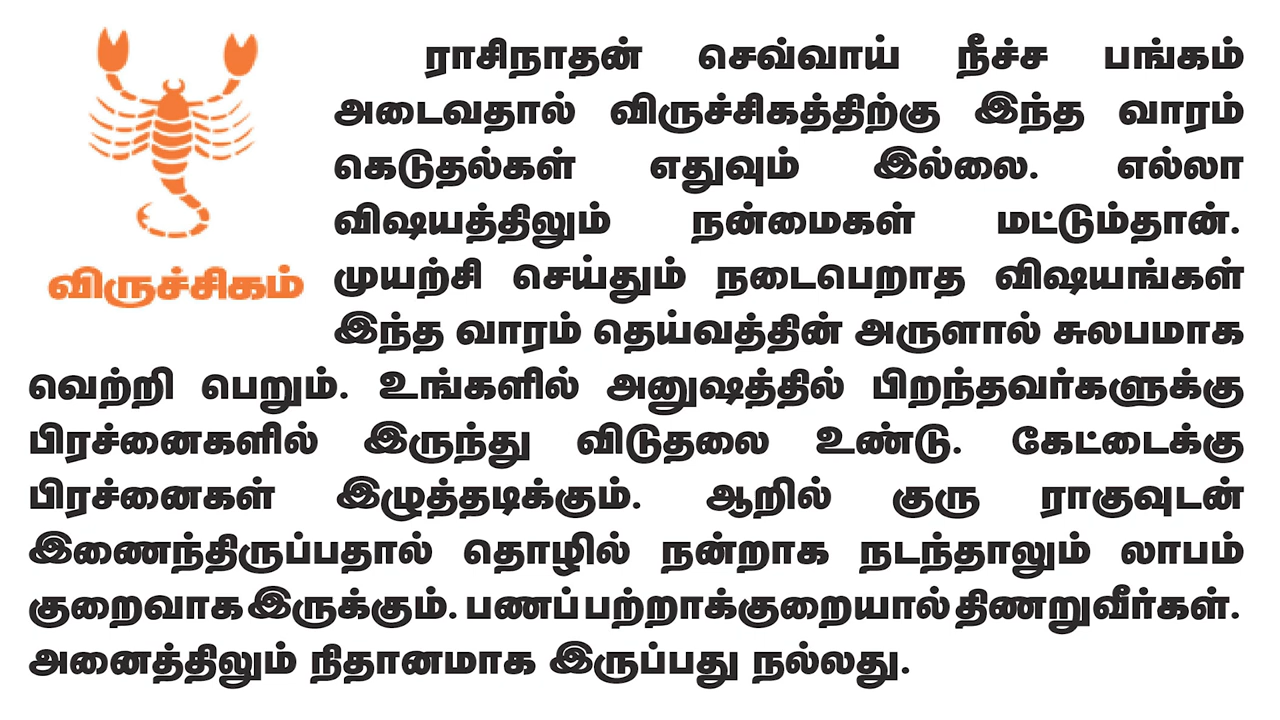 ராசிநாதன் செவ்வாய் நீச்ச பங்கம்
அடைவதால் விருச்சிகத்திற்கு இந்த வாரம்
கெடுதல்கள் எதுவும் இல்லை. எல்லா
விஷயத்திலும் நன்மைகள் மட்டும்தான்.
விருச்சிகம்
முயற்சி செய்தும் நடைபெறாத விஷயங்கள்
இந்த வாரம் தெய்வத்தின் அருளால் சுலபமாக
வெற்றி பெறும். உங்களில் அனுஷத்தில் பிறந்தவர்களுக்கு
பிரச்னைகளில் இருந்து விடுதலை உண்டு. கேட்டைக்கு
பிரச்னைகள் இழுத்தடிக்கும். ஆறில் குரு ராகுவுடன்
இணைந்திருப்பதால் தொழில் நன்றாக நடந்தாலும் லாபம்
குறைவாக இருக்கும். பணப் பற்றாக்குறையால் திணறுவீர்கள்.
அனைத்திலும் நிதானமாக இருப்பது நல்லது.